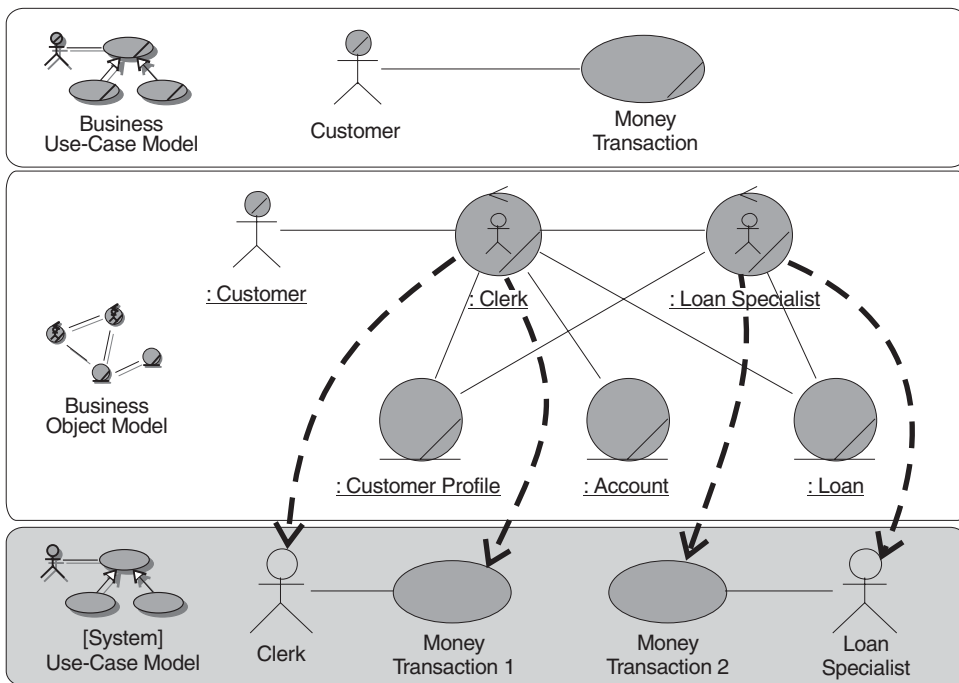 Business
Use-Case Model
Customer
Money
Transaction
: Customer
: Clerk
: Loan Specialist
Business
Object Model
: Customer Profile
: Account
: Loan
[System]
Use-Case Model
Clerk
Money
Transaction 1
Money
Transaction 2
Loan
Specialist